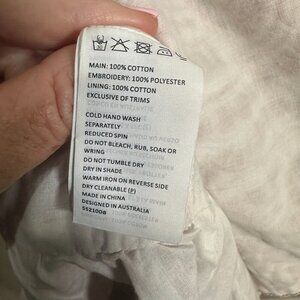 MAIN: 100% COTTON
EMBROIDERY: 100% POLYESTER
LINING: 100% COTTON
EXCLUSIVE OF TRIMS
COLD HAND WASH
SEPARATELY
REDUCED SPIN
DO NOT BLEACH, RUB, SOAK OR
WRING
DO NOT TUMBLE DRY
DRY IN SHADE
WARM IRON ON REVERSE SIDE
DRY CLEANABLE (P)
MADE IN CHINA
DESIGNED IN AUSTRALIA